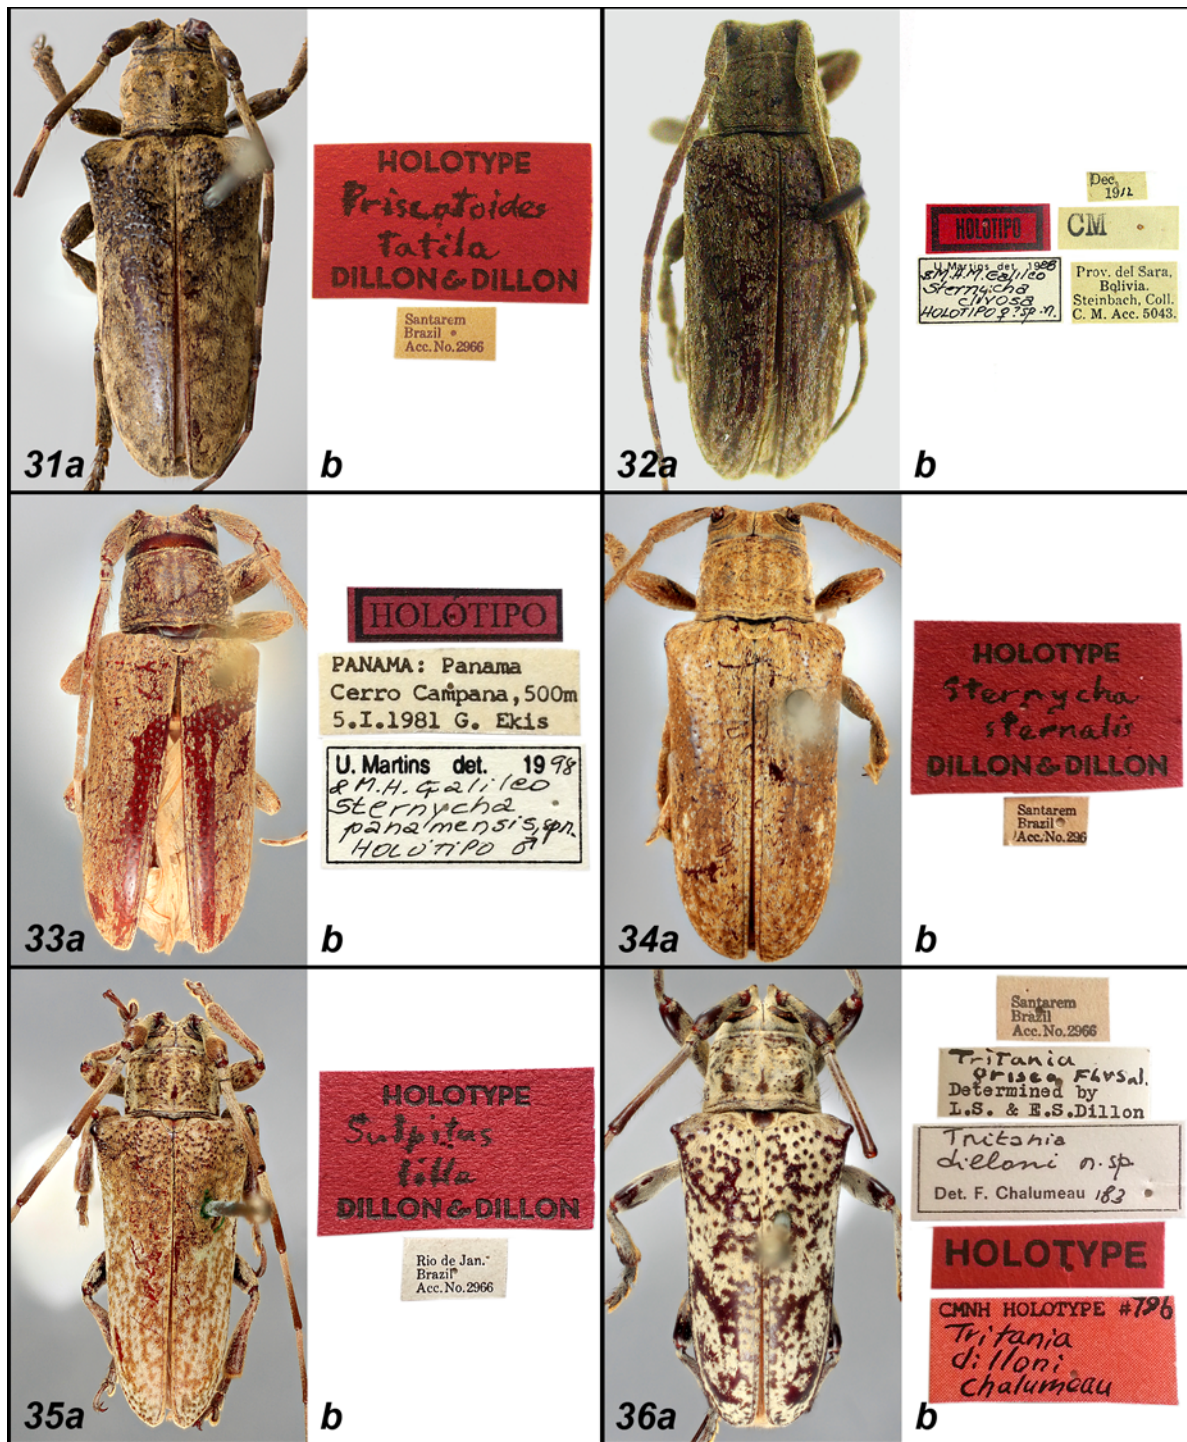 HOLOTYPE
Priscatoides
tatila
DILLON & DILLON
Santarem
Brazil
Acc. No. 2966
31a
b
Dec.
1912
HOLOTIPO
CM
U. Martins det. 1998
& M.H.M. Galileo
Sternycha
clivosa
HOLOTIPO ♀? sp. n.
Prov. del Sara,
Bolivia.
Steinbach, Coll.
C. M. Acc. 5043.
32a
b
HOLÓTIPO
PANAMA: Panama
Cerro Campana, 500m
5.I.1981 G. Ekis
U. Martins det. 1998
& M.H. Galileo
Sternycha
panamensis, sp n.
HOLÓTIPO ♂
33a
b
HOLOTYPE
Sternycha
sternalis
DILLON & DILLON
Santarem
Brazil
Acc. No. 296
34a
b
HOLOTYPE
Sulpitus
lilla
DILLON & DILLON
Rio de Jan.
Brazil
Acc. No. 2966
35a
b
Santarem
Brazil
Acc. No. 2966
Tritania
grisea
Determined by
L.S. & E.S. Dillon
Tritania
dilloni n. sp
Det. F. Chalumeau 183
HOLOTYPE
CMNH HOLOTYPE #786
Tritania
dilloni
Chalumeau
36a
b